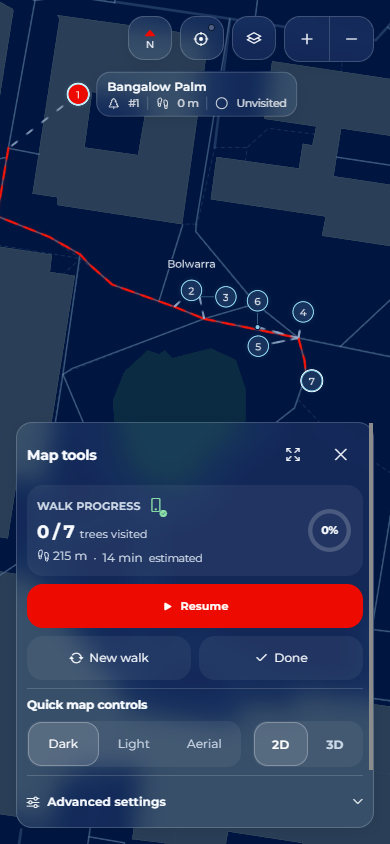 N
1
Bangalow Palm
#1 0 m Unvisited
Bolwarra
2
3
6
4
5
7
Map tools
WALK PROGRESS
0 / 7 trees visited
0%
215 m · 14 min estimated
Resume
New walk
Done
Quick map controls
Dark Light Aerial 2D 3D
Advanced settings